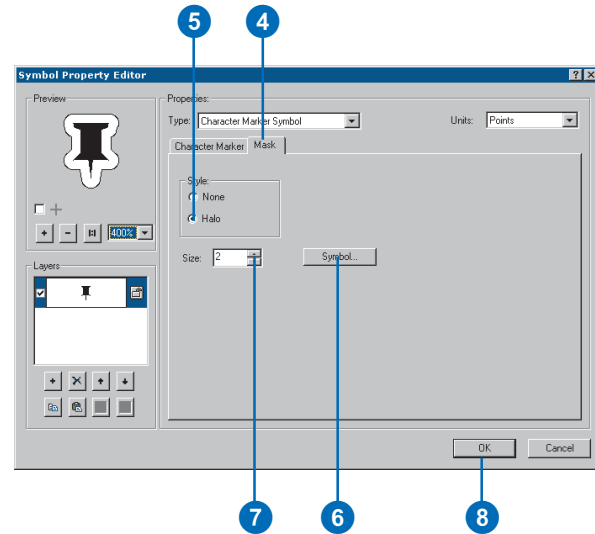 5 4
Symbol Property Editor
Preview
Properties:
Type: Character Marker Symbol Units: Points
Character Marker Mask
Style:
None
Halo
400%
Size: 2 Symbol...
Layers
OK Cancel
7 6 8